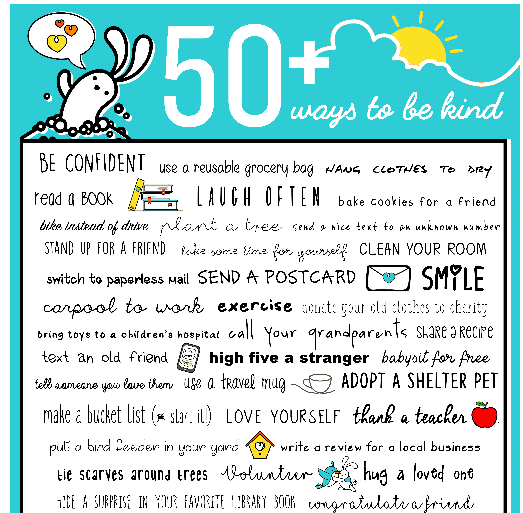 50+
ways to be kind
BE CONFIDENT use a reusable grocery bag HANG CLOTHES TO DRY
read a BOOK LAUGH OFTEN bake cookies for a friend
bike instead of drive plant a tree send a nice text to an unknown number
STAND UP FOR A FRIEND take some time for yourself CLEAN YOUR ROOM
switch to paperless mail SEND A POSTCARD SMILE
carpool to work exercise donate your old clothes to charity
bring toys to a children's hospital call your grandparents SHARE A RECIPE
text an old friend high five a stranger babysit for free
tell someone you love them use a travel mug ADOPT A SHELTER PET
make a bucket list (& start it!) LOVE YOURSELF thank a teacher
put a bird feeder in your yard write a review for a local business
tie scarves around trees Volunteer hug a loved one
HIDE A SURPRISE IN YOUR FAVORITE LIBRARY BOOK congratulate a friend